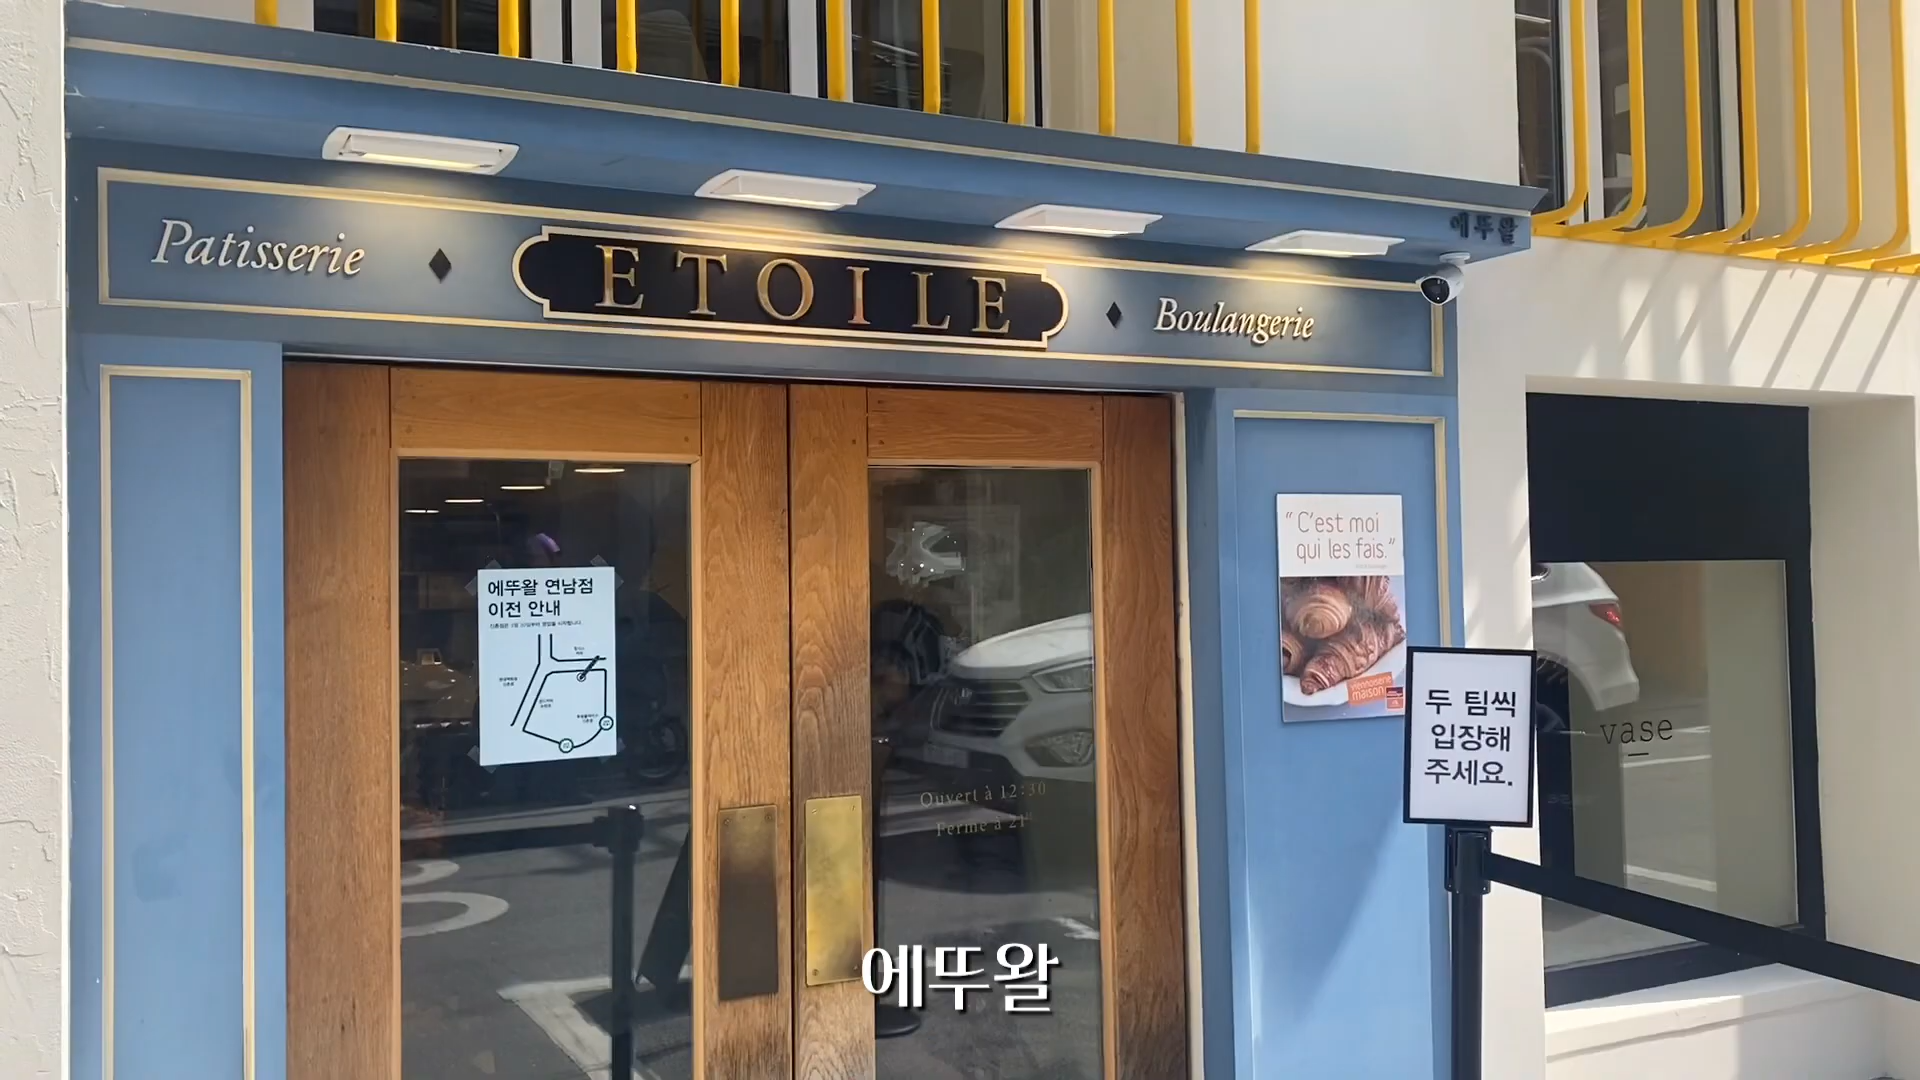 에뚜왈
Patisserie ♦ ETOILE ♦ Boulangerie
“C'est moi
qui les fais.”
viennoiserie
maison
에뚜왈 연남점
이전 안내
두 팀씩
입장해
주세요.
vase
Ouvert à 12:30
Ferme à 21
에뚜왈